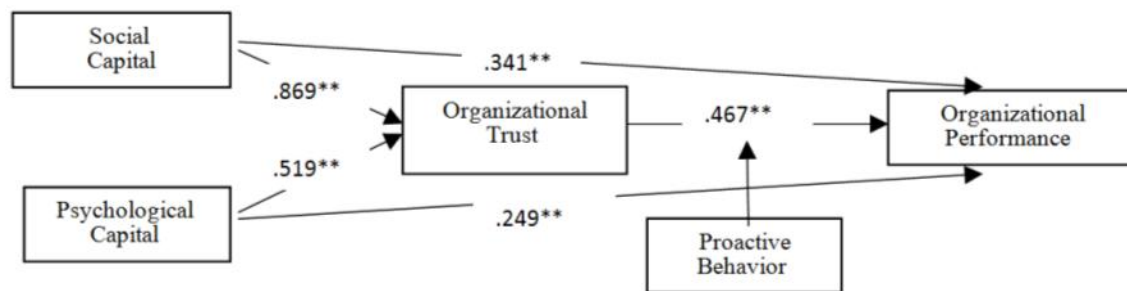 Social
Capital
.341**
.869**
Organizational
Trust
.467**
Organizational
Performance
.519**
Psychological
Capital
.249**
Proactive
Behavior